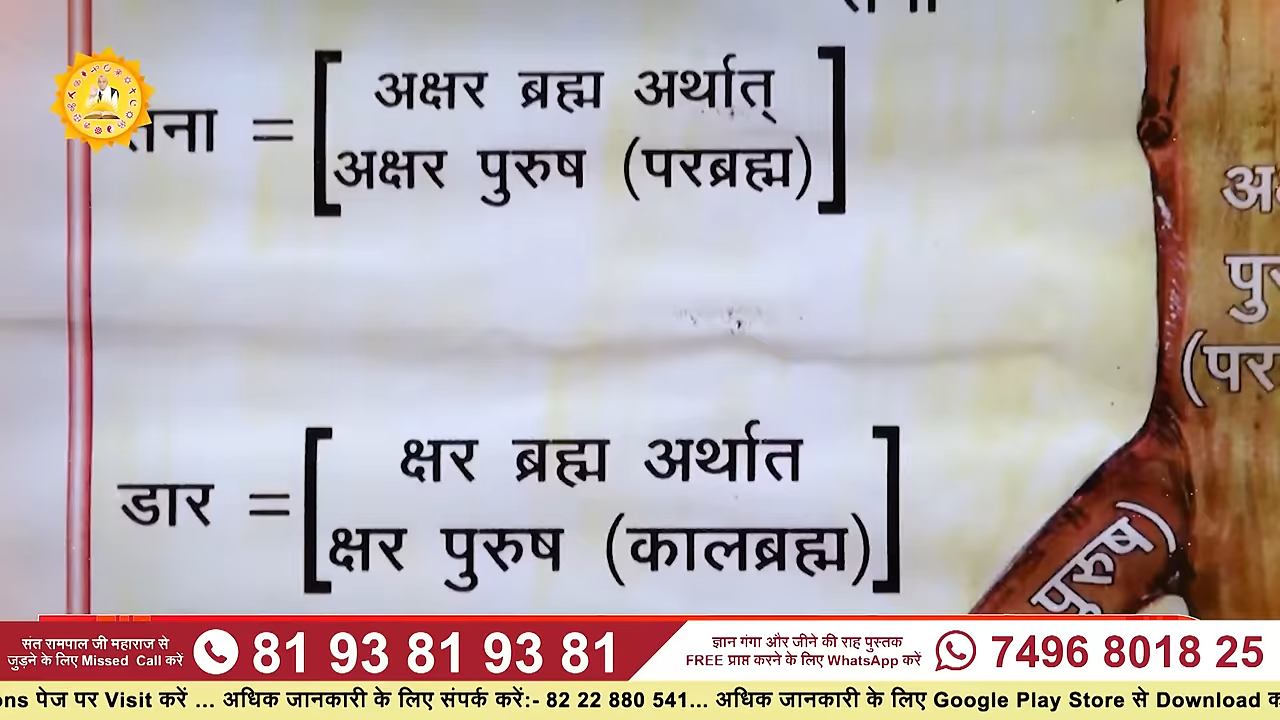 तना =
अक्षर ब्रह्म अर्थात्
अक्षर पुरुष (परब्रह्म)
डार =
क्षर ब्रह्म अर्थात
क्षर पुरुष (कालब्रह्म)
पुरुष)
संत रामपाल जी महाराज से
जुड़ने के लिए Missed Call करें
81 93 81 93 81
ज्ञान गंगा और जीने की राह पुस्तक
FREE प्राप्त करने के लिए WhatsApp करें
7496 8018 25
पेज पर Visit करें ... अधिक जानकारी के लिए संपर्क करें:- 82 22 880 541... अधिक जानकारी के लिए Google Play Store से Download